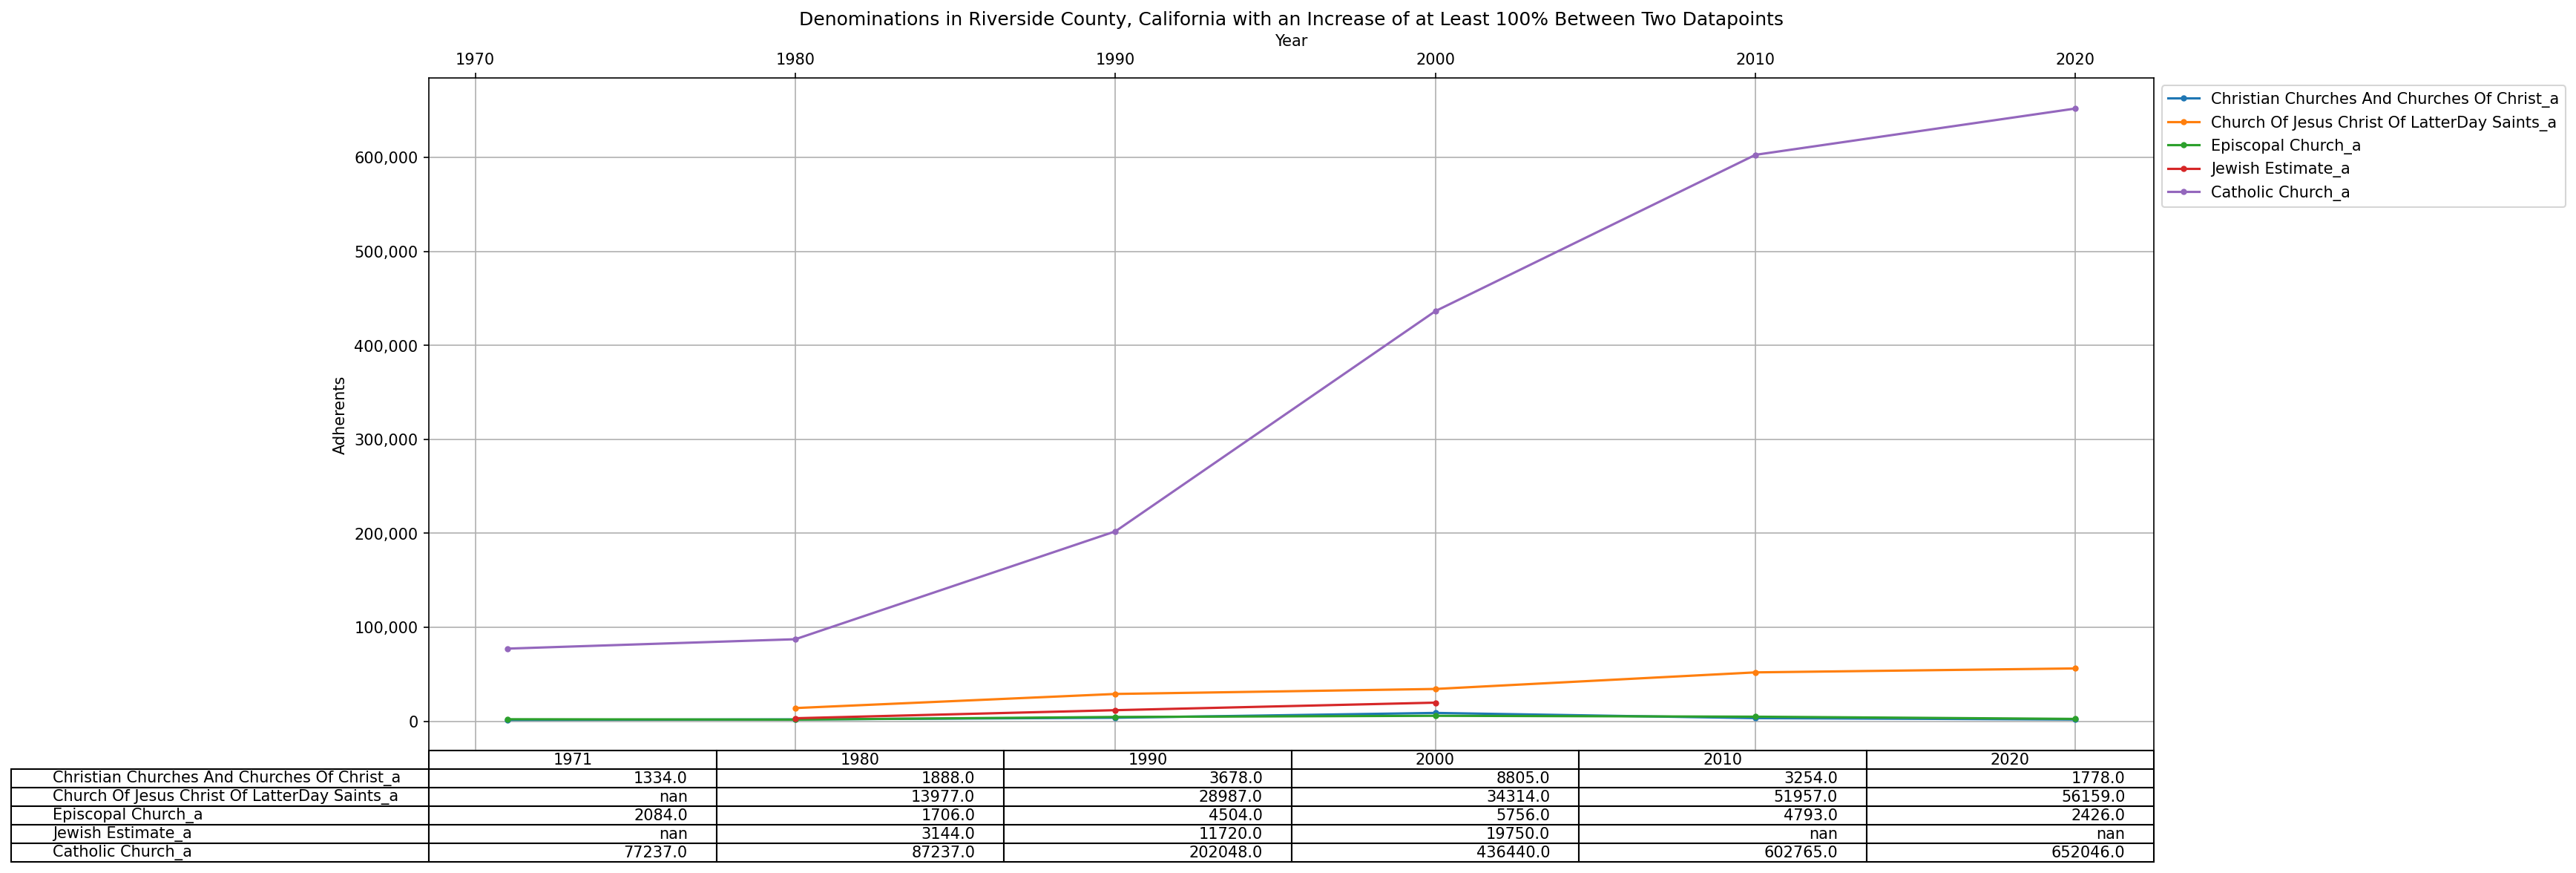 Denominations in Riverside County, California with an Increase of at Least 100% Between Two Datapoints
Year
1970 1980 1990 2000 2010 2020
Christian Churches And Churches Of Christ_a
Church Of Jesus Christ Of LatterDay Saints_a
Episcopal Church_a
Jewish Estimate_a
Catholic Church_a
600,000
500,000
400,000
300,000
200,000
100,000
0
Adherents
1971 1980 1990 2000 2010 2020
Christian Churches And Churches Of Christ_a 1334.0 1888.0 3678.0 8805.0 3254.0 1778.0
Church Of Jesus Christ Of LatterDay Saints_a nan 13977.0 28987.0 34314.0 51957.0 56159.0
Episcopal Church_a 2084.0 1706.0 4504.0 5756.0 4793.0 2426.0
Jewish Estimate_a nan 3144.0 11720.0 19750.0 nan nan
Catholic Church_a 77237.0 87237.0 202048.0 436440.0 602765.0 652046.0